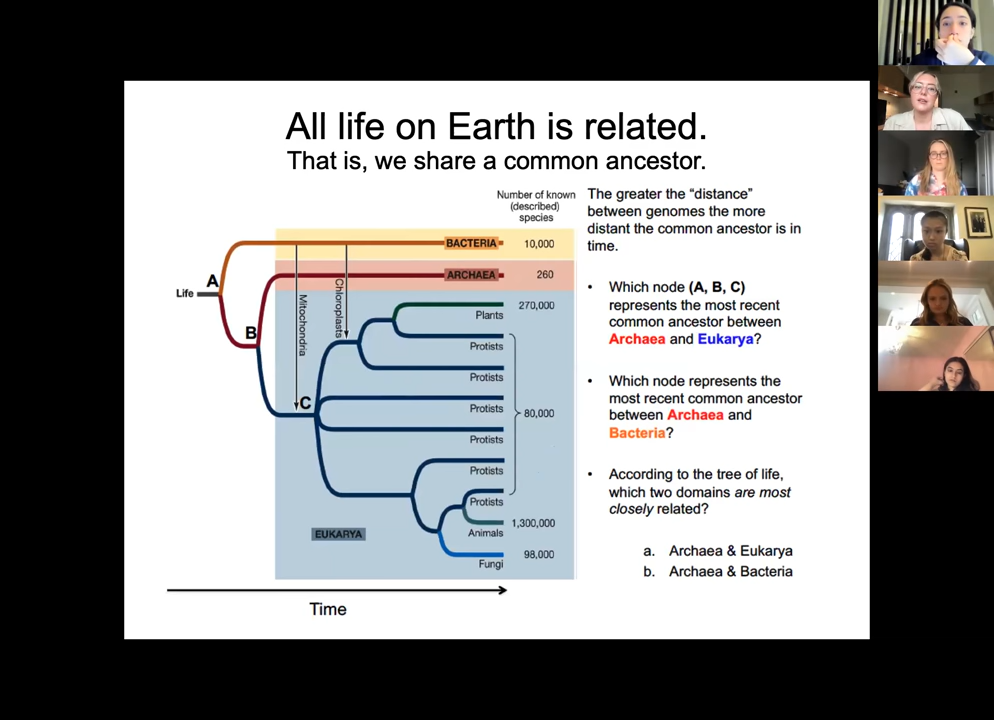 All life on Earth is related.
That is, we share a common ancestor.
Number of known
(described)
species
BACTERIA
10,000
ARCHAEA
260
A
Life
B
C
Mitochondria
Chloroplasts
270,000
Plants
Protists
Protists
Protists
80,000
Protists
Protists
Protists
1,300,000
Animals
98,000
Fungi
EUKARYA
Time
The greater the “distance”
between genomes the more
distant the common ancestor is in
time.
• Which node (A, B, C)
represents the most recent
common ancestor between
Archaea and Eukarya?
• Which node represents the
most recent common ancestor
between Archaea and
Bacteria?
• According to the tree of life,
which two domains are most
closely related?
a. Archaea & Eukarya
b. Archaea & Bacteria